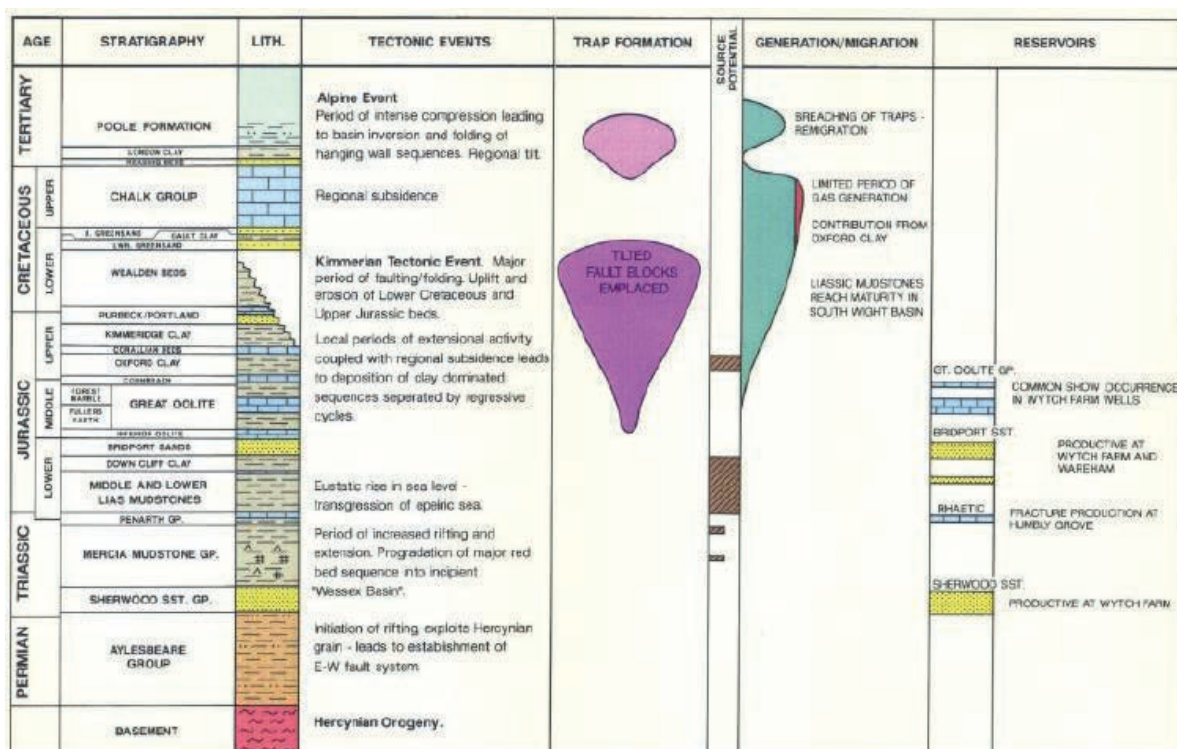 AGE
STRATIGRAPHY
LITH.
TECTONIC EVENTS
TRAP FORMATION
SOURCE
POTENTIAL
GENERATION/MIGRATION
RESERVOIRS
TERTIARY
CRETACEOUS
UPPER
LOWER
JURASSIC
UPPER
MIDDLE
LOWER
TRIASSIC
PERMIAN
POOLE FORMATION
LONDON CLAY
READING BEDS
CHALK GROUP
GREENSAND
GAULT CLAY
LWR. GREENSAND
WEALDEN BEDS
PURBECK/PORTLAND
KIMMERIDGE CLAY
CORALLIAN BEDS
OXFORD CLAY
CORNBRASH
FOREST
MARBLE
FULLERS
EARTH
GREAT OOLITE
INFERIOR OOLITE
BRIDPORT SANDS
DOWN CLIFF CLAY
MIDDLE AND LOWER
LIAS MUDSTONES
PENARTH GP.
MERCIA MUDSTONE GP.
SHERWOOD SST. GP.
AYLESBEARE
GROUP
BASEMENT
Alpine Event
Period of intense compression leading
to basin inversion and folding of
hanging wall sequences. Regional tilt.
Regional subsidence
Kimmerian Tectonic Event. Major
period of faulting/folding. Uplift and
erosion of Lower Cretaceous and
Upper Jurassic beds.
Local periods of extensional activity
coupled with regional subsidence leads
to deposition of clay dominated
sequences seperated by regressive
cycles.
Eustatic rise in sea level -
transgression of epeiric sea.
Period of increased rifting and
extension. Progradation of major red
bed sequence into incipient
"Wessex Basin".
Initiation of rifting, exploits Hercynian
grain - leads to establishment of
E-W fault system
Hercynian Orogeny.
TILTED
FAULT BLOCKS
EMPLACED
BREACHING OF TRAPS -
REMIGRATION
LIMITED PERIOD OF
GAS GENERATION
CONTRIBUTION FROM
OXFORD CLAY
LIASSIC MUDSTONES
REACH MATURITY IN
SOUTH WIGHT BASIN
GT. OOLITE GP.
COMMON SHOW OCCURRENCE
IN WYTCH FARM WELLS
BRIDPORT SST.
PRODUCTIVE AT
WYTCH FARM AND
WAREHAM
RHAETIC
FRACTURE PRODUCTION AT
HUMBLY GROVE
SHERWOOD SST.
PRODUCTIVE AT WYTCH FARM